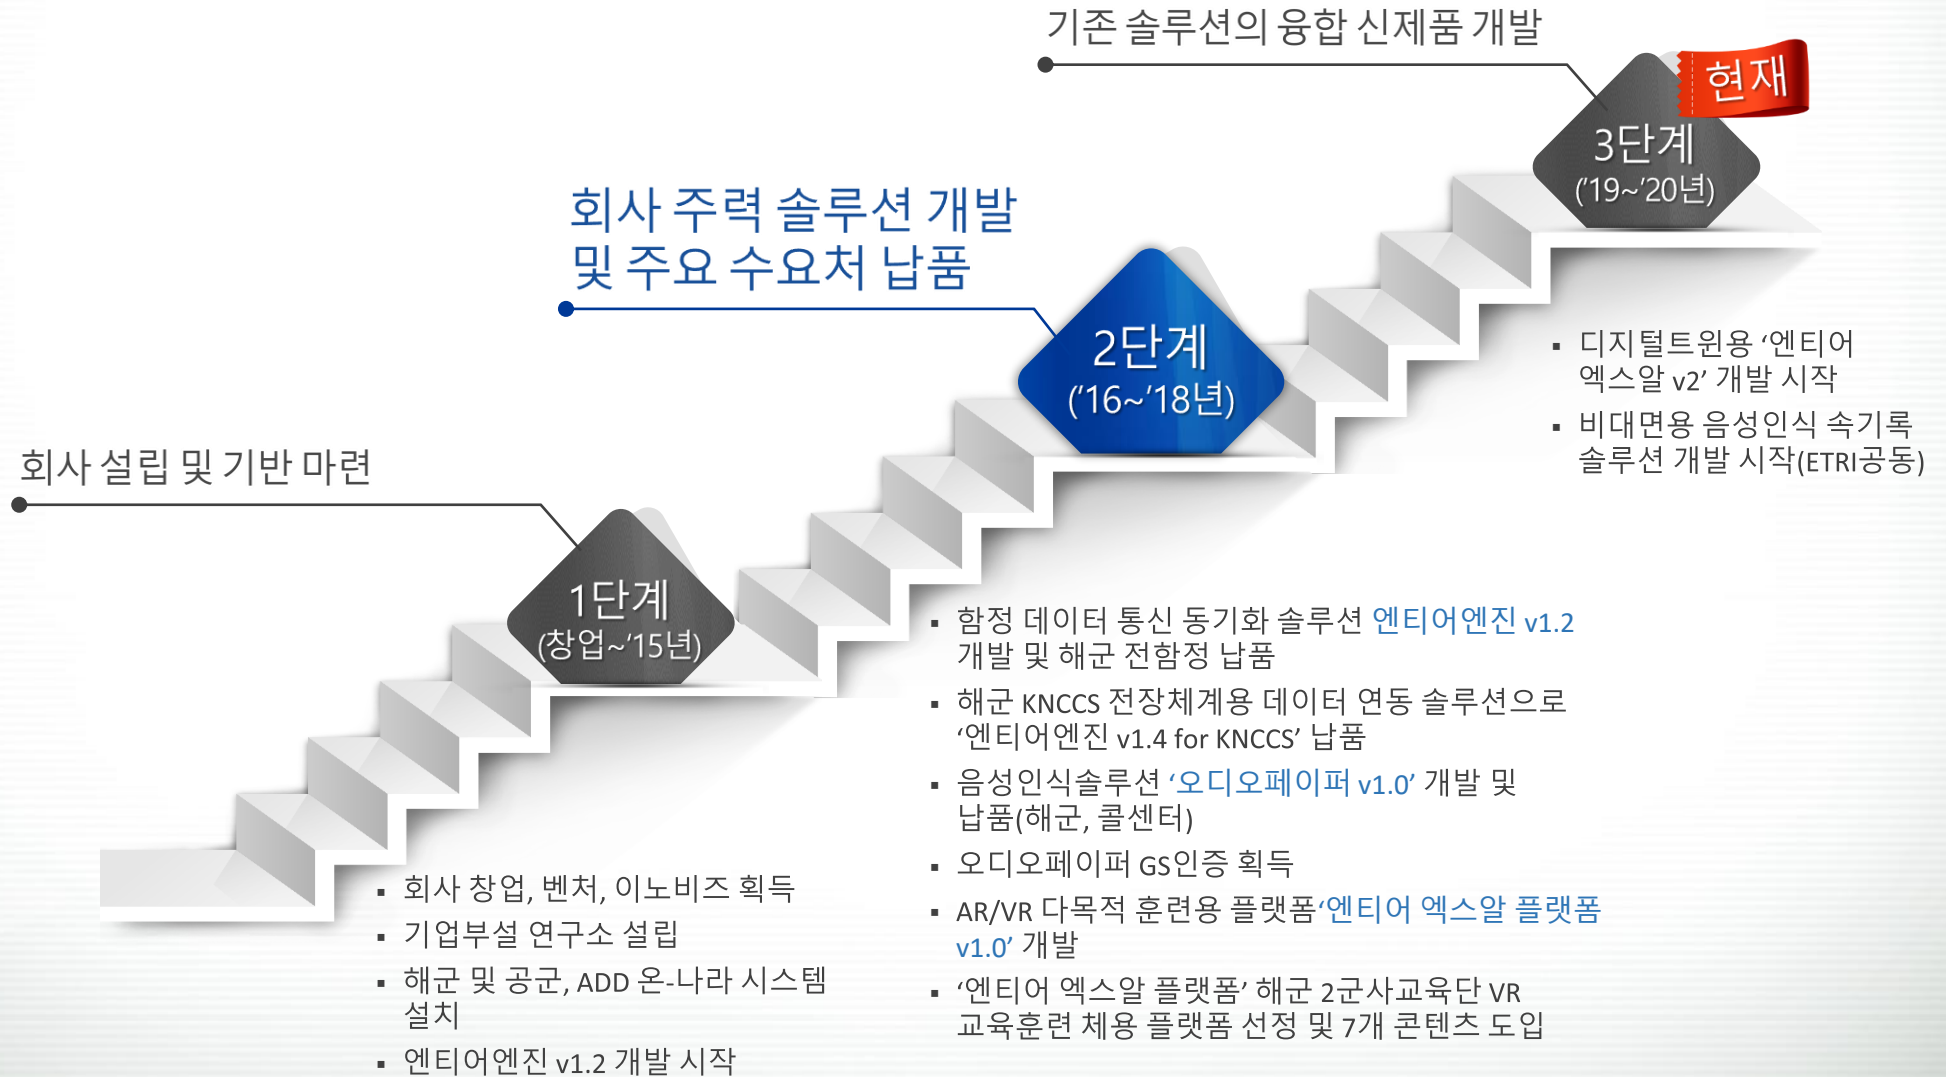 기존 솔루션의 융합 신제품 개발
현재
3단계
(’19~’20년)
회사 주력 솔루션 개발
및 주요 수요처 납품
2단계
(’16~’18년)
회사 설립 및 기반 마련
1단계
(창업~‘15년)
▪ 디지털트윈용 ‘엔티어
엑스알 v2’ 개발 시작
▪ 비대면용 음성인식 속기록
솔루션 개발 시작(ETRI공동)
▪ 함정 데이터 통신 동기화 솔루션 엔티어엔진 v1.2
개발 및 해군 전함정 납품
▪ 해군 KNCCS 전장체계용 데이터 연동 솔루션으로
‘엔티어엔진 v1.4 for KNCCS’ 납품
▪ 음성인식솔루션 ‘오디오페이퍼 v1.0’ 개발 및
납품(해군, 콜센터)
▪ 오디오페이퍼 GS인증 획득
▪ AR/VR 다목적 훈련용 플랫폼‘엔티어 엑스알 플랫폼
v1.0’ 개발
▪ ‘엔티어 엑스알 플랫폼’ 해군 2군사교육단 VR
교육훈련 체용 플랫폼 선정 및 7개 콘텐츠 도입
▪ 회사 창업, 벤처, 이노비즈 획득
▪ 기업부설 연구소 설립
▪ 해군 및 공군, ADD 온-나라 시스템
설치
▪ 엔티어엔진 v1.2 개발 시작